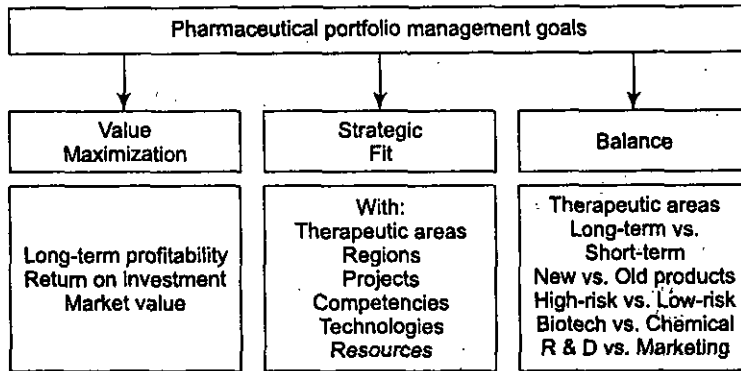 Pharmaceutical portfolio management goals
Value
Maximization
Strategic
Fit
Balance
Long-term profitability
Return on investment
Market value
With:
Therapeutic areas
Regions
Projects
Competencies
Technologies
Resources
Therapeutic areas
Long-term vs.
Short-term
New vs. Old products
High-risk vs. Low-risk
Biotech vs. Chemical
R & D vs. Marketing